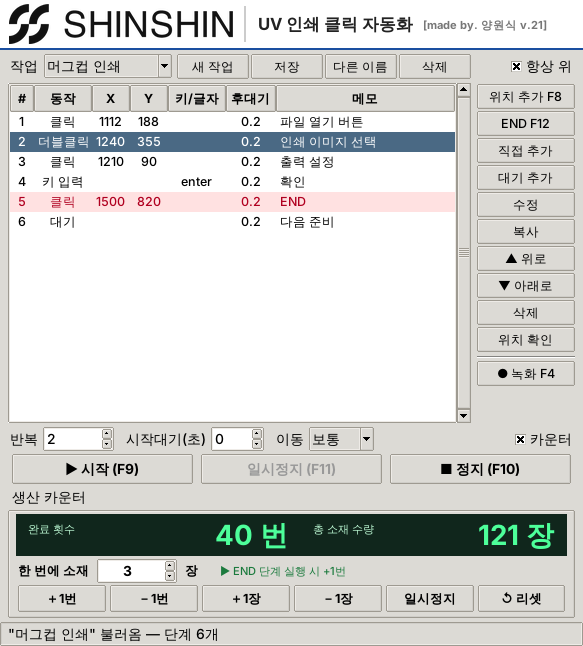 SHINSHIN UV 인쇄 클릭 자동화 [made by. 양원식 v.21]
작업 머그컵 인쇄 새 작업 저장 다른 이름 삭제 항상 위
# 동작 X Y 키/글자 후대기 메모
1 클릭 1112 188 0.2 파일 열기 버튼
2 더블클릭 1240 355 0.2 인쇄 이미지 선택
3 클릭 1210 90 0.2 출력 설정
4 키 입력 enter 0.2 확인
5 클릭 1500 820 0.2 END
6 대기 0.2 다음 준비
위치 추가 F8
END F12
직접 추가
대기 추가
수정
복사
▲ 위로
▼ 아래로
삭제
위치 확인
● 녹화 F4
반복 2 시작대기(초) 0 이동 보통 카운터
▶ 시작 (F9) 일시정지 (F11) ■ 정지 (F10)
생산 카운터
완료 횟수 40 번 총 소재 수량 121 장
한 번에 소재 3 장 ▶ END 단계 실행 시 +1번
+1번 −1번 +1장 −1장 일시정지 ↺ 리셋
"머그컵 인쇄" 불러옴 — 단계 6개